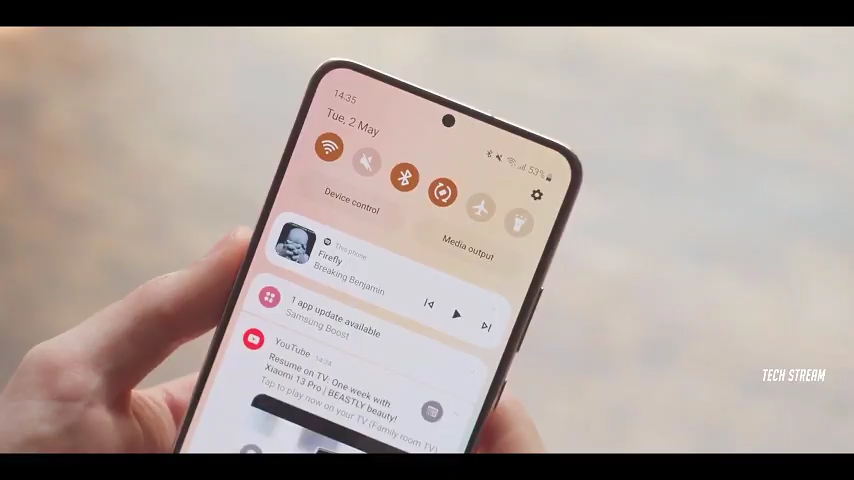 14:35
Tue, 2 May
53%
Device control
Media output
This phone
Firefly
Breaking Benjamin
1 app update available
Samsung Boost
YouTube 14:24
Resume on TV: One week with
Xiaomi 13 Pro | BEASTLY beauty!
Tap to play now on your TV (Family room TV)
TECH STREAM